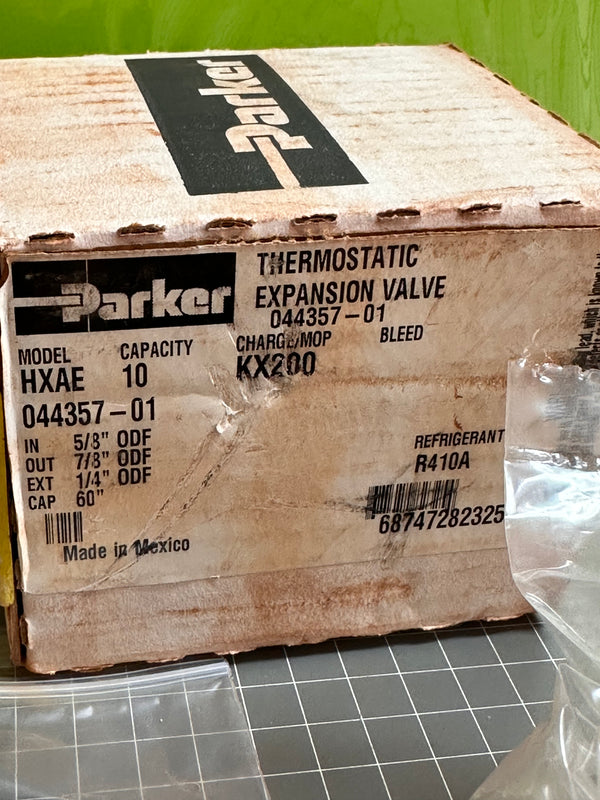 Parker
Parker
THERMOSTATIC
EXPANSION VALVE
044357-01
MODEL CAPACITY CHARGE/MOP BLEED
HXAE 10 KX200
044357-01
IN 5/8" ODF
OUT 7/8" ODF
EXT 1/4" ODF
CAP 60"
REFRIGERANT
R410A
68747282325
Made in Mexico